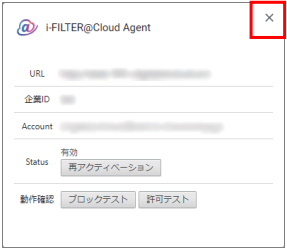 i-FILTER@Cloud Agent
URL
企業ID
Account
Status
有効
再アクティベーション
動作確認
ブロックテスト 許可テスト